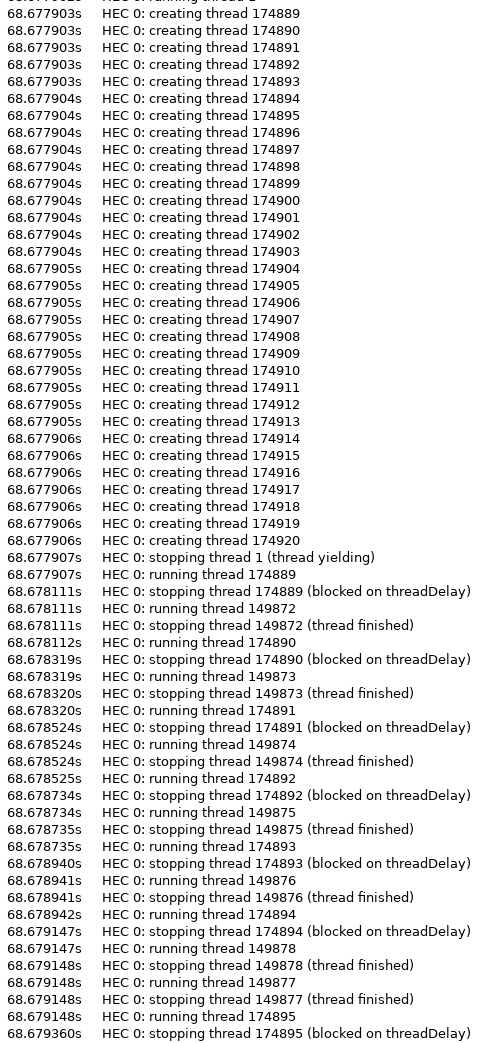 68.677903s HEC 0: creating thread 174889
68.677903s HEC 0: creating thread 174890
68.677903s HEC 0: creating thread 174891
68.677903s HEC 0: creating thread 174892
68.677903s HEC 0: creating thread 174893
68.677904s HEC 0: creating thread 174894
68.677904s HEC 0: creating thread 174895
68.677904s HEC 0: creating thread 174896
68.677904s HEC 0: creating thread 174897
68.677904s HEC 0: creating thread 174898
68.677904s HEC 0: creating thread 174899
68.677904s HEC 0: creating thread 174900
68.677904s HEC 0: creating thread 174901
68.677904s HEC 0: creating thread 174902
68.677904s HEC 0: creating thread 174903
68.677905s HEC 0: creating thread 174904
68.677905s HEC 0: creating thread 174905
68.677905s HEC 0: creating thread 174906
68.677905s HEC 0: creating thread 174907
68.677905s HEC 0: creating thread 174908
68.677905s HEC 0: creating thread 174909
68.677905s HEC 0: creating thread 174910
68.677905s HEC 0: creating thread 174911
68.677905s HEC 0: creating thread 174912
68.677905s HEC 0: creating thread 174913
68.677906s HEC 0: creating thread 174914
68.677906s HEC 0: creating thread 174915
68.677906s HEC 0: creating thread 174916
68.677906s HEC 0: creating thread 174917
68.677906s HEC 0: creating thread 174918
68.677906s HEC 0: creating thread 174919
68.677906s HEC 0: creating thread 174920
68.677907s HEC 0: stopping thread 1 (thread yielding)
68.677907s HEC 0: running thread 174889
68.678111s HEC 0: stopping thread 174889 (blocked on threadDelay)
68.678111s HEC 0: running thread 149872
68.678111s HEC 0: stopping thread 149872 (thread finished)
68.678112s HEC 0: running thread 174890
68.678319s HEC 0: stopping thread 174890 (blocked on threadDelay)
68.678319s HEC 0: running thread 149873
68.678320s HEC 0: stopping thread 149873 (thread finished)
68.678320s HEC 0: running thread 174891
68.678524s HEC 0: stopping thread 174891 (blocked on threadDelay)
68.678524s HEC 0: running thread 149874
68.678524s HEC 0: stopping thread 149874 (thread finished)
68.678525s HEC 0: running thread 174892
68.678734s HEC 0: stopping thread 174892 (blocked on threadDelay)
68.678734s HEC 0: running thread 149875
68.678735s HEC 0: stopping thread 149875 (thread finished)
68.678735s HEC 0: running thread 174893
68.678940s HEC 0: stopping thread 174893 (blocked on threadDelay)
68.678941s HEC 0: running thread 149876
68.678941s HEC 0: stopping thread 149876 (thread finished)
68.678942s HEC 0: running thread 174894
68.679147s HEC 0: stopping thread 174894 (blocked on threadDelay)
68.679147s HEC 0: running thread 149878
68.679148s HEC 0: stopping thread 149878 (thread finished)
68.679148s HEC 0: running thread 149877
68.679148s HEC 0: stopping thread 149877 (thread finished)
68.679148s HEC 0: running thread 174895
68.679360s HEC 0: stopping thread 174895 (blocked on threadDelay)